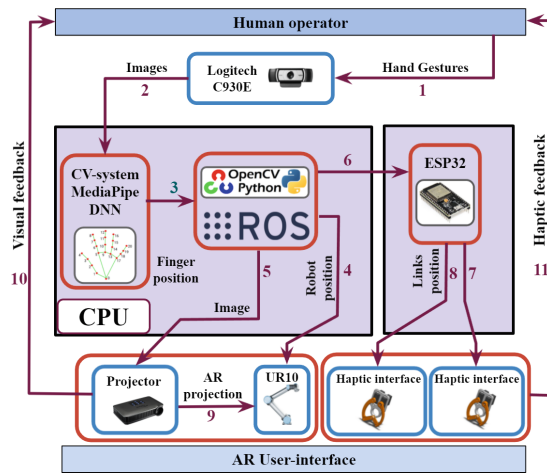 Human operator
Images
2
Logitech
C930E
Hand Gestures
1
CV-system
MediaPipe
DNN
3
OpenCV
Python
ROS
6
ESP32
Finger
position
5
Image
Robot
position
4
Links
position
8
7
CPU
Visual feedback
10
Haptic feedback
11
Projector
AR
projection
9
UR10
Haptic interface
Haptic interface
AR User-interface